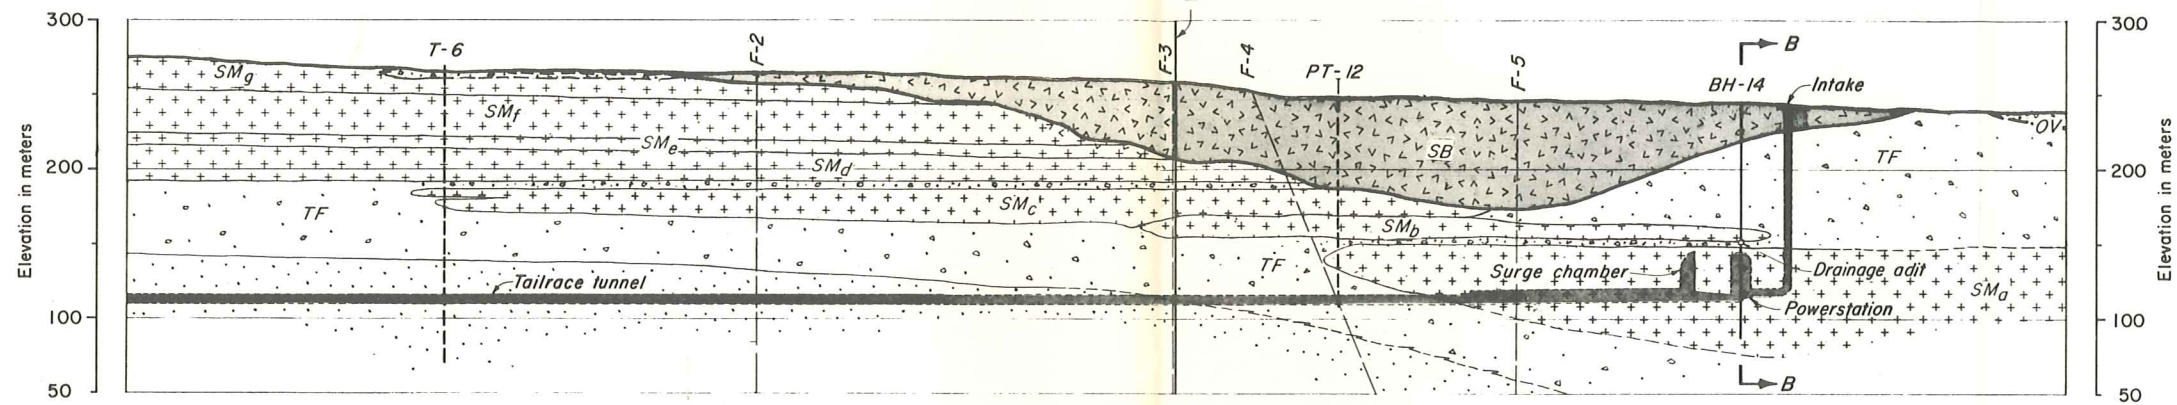 300
200
100
50
Elevation in meters
T-6
F-2
F-3
F-4
PT-12
F-5
B
BH-14
Intake
SMg
SMf
SMe
SMd
SMc
SMb
SB
TF
OV
TF
TF
Tailrace tunnel
Surge chamber
Drainage adit
SMa
Powerstation
B
300
200
100
50
Elevation in meters